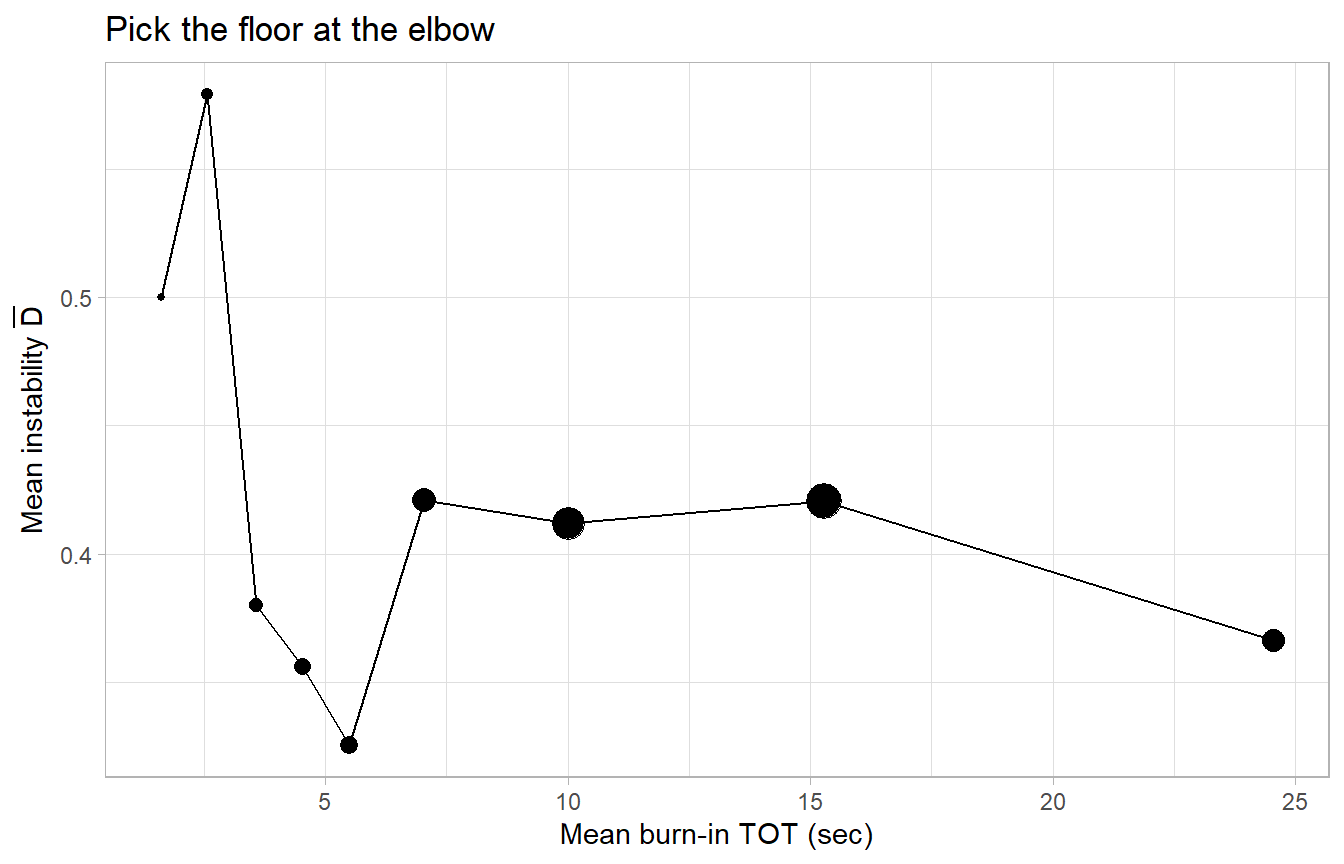 Pick the floor at the elbow
Mean instability D̅
0.5
0.4
5
10
15
20
25
Mean burn-in TOT (sec)